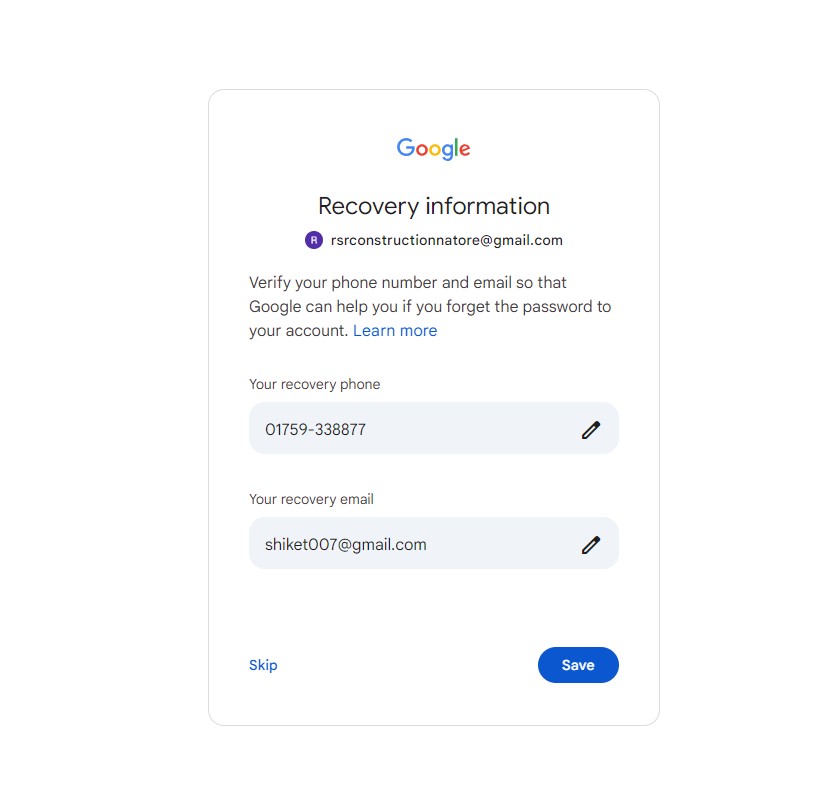 Google
Recovery information
R rsrconstructionnatore@gmail.com
Verify your phone number and email so that
Google can help you if you forget the password to
your account. Learn more
Your recovery phone
01759-338877
Your recovery email
shiket007@gmail.com
Skip
Save